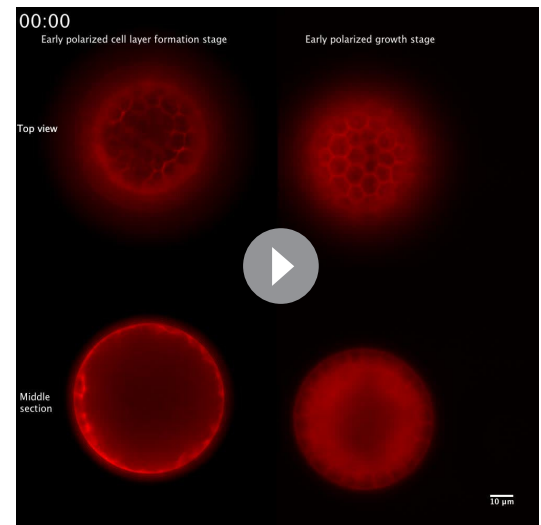 00:00
Early polarized cell layer formation stage
Early polarized growth stage
Top view
Middle
section
10 μm